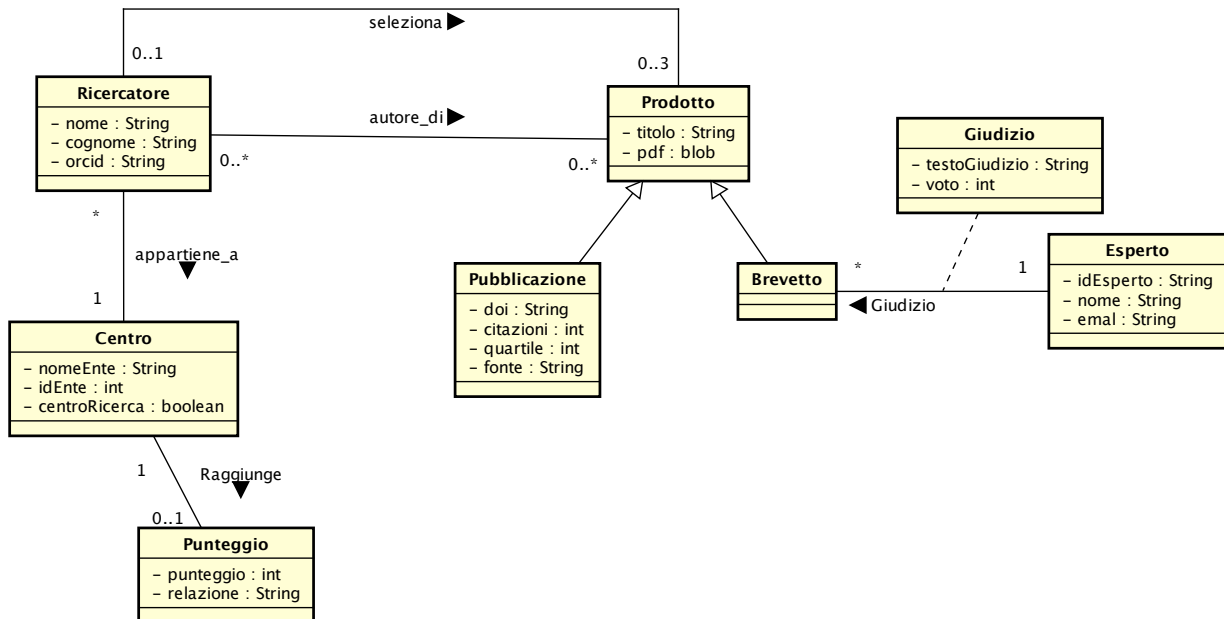 seleziona
0..1
0..3
Ricercatore
– nome : String
– cognome : String
– orcid : String
autore_di
0..*
0..*
Prodotto
– titolo : String
– pdf : blob
Giudizio
– testoGiudizio : String
– voto : int
*
appartiene_a
1
Pubblicazione
– doi : String
– citazioni : int
– quartile : int
– fonte : String
Brevetto
*
1
Giudizio
Esperto
– idEsperto : String
– nome : String
– emal : String
Centro
– nomeEnte : String
– idEnte : int
– centroRicerca : boolean
1
Raggiunge
0..1
Punteggio
– punteggio : int
– relazione : String